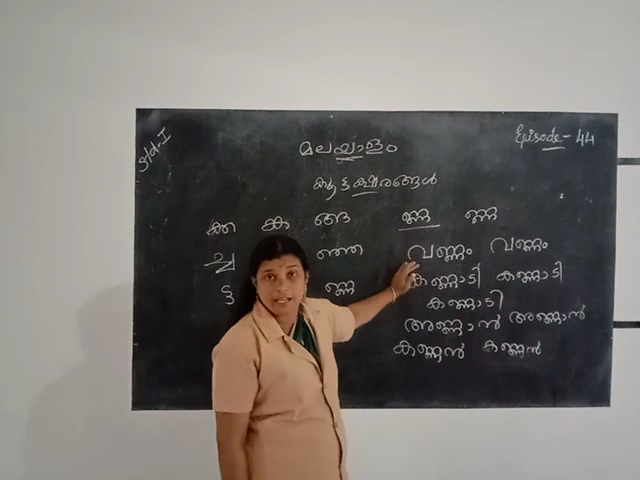 Std-I
Episode-44
മലയാളം
കൂട്ടക്ഷരങ്ങൾ
ക്ക ങ്ക ങ്ങ ണ്ണ ണ്ണ
ച്ച ഞ്ഞ വണ്ണം വണ്ണം
ട്ട ണ്ണ കണ്ണാടി കണ്ണാടി
കണ്ണാടി
അണ്ണാൻ അണ്ണാൻ
കണ്ണൻ കണ്ണൻ